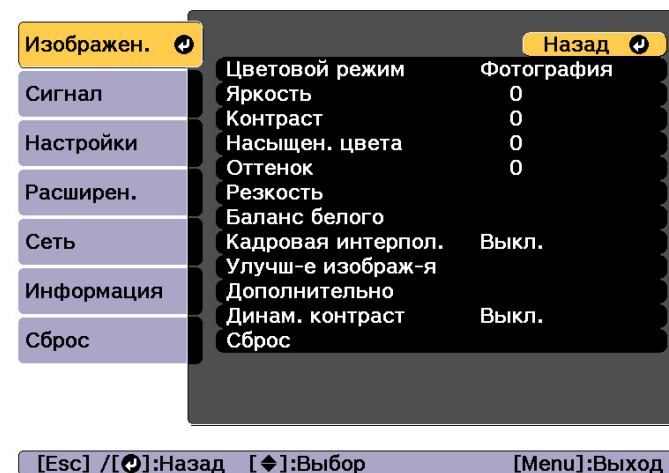 Изображен.
Назад
Цветовой режим Фотография
Сигнал
Яркость 0
Контраст 0
Настройки
Насыщен. цвета 0
Оттенок 0
Расширен.
Резкость
Баланс белого
Сеть
Кадровая интерпол. Выкл.
Улучш-е изображ-я
Информация
Дополнительно
Динам. контраст Выкл.
Сброс
Сброс
[Esc] /[⏎]:Назад [◆]:Выбор [Menu]:Выход